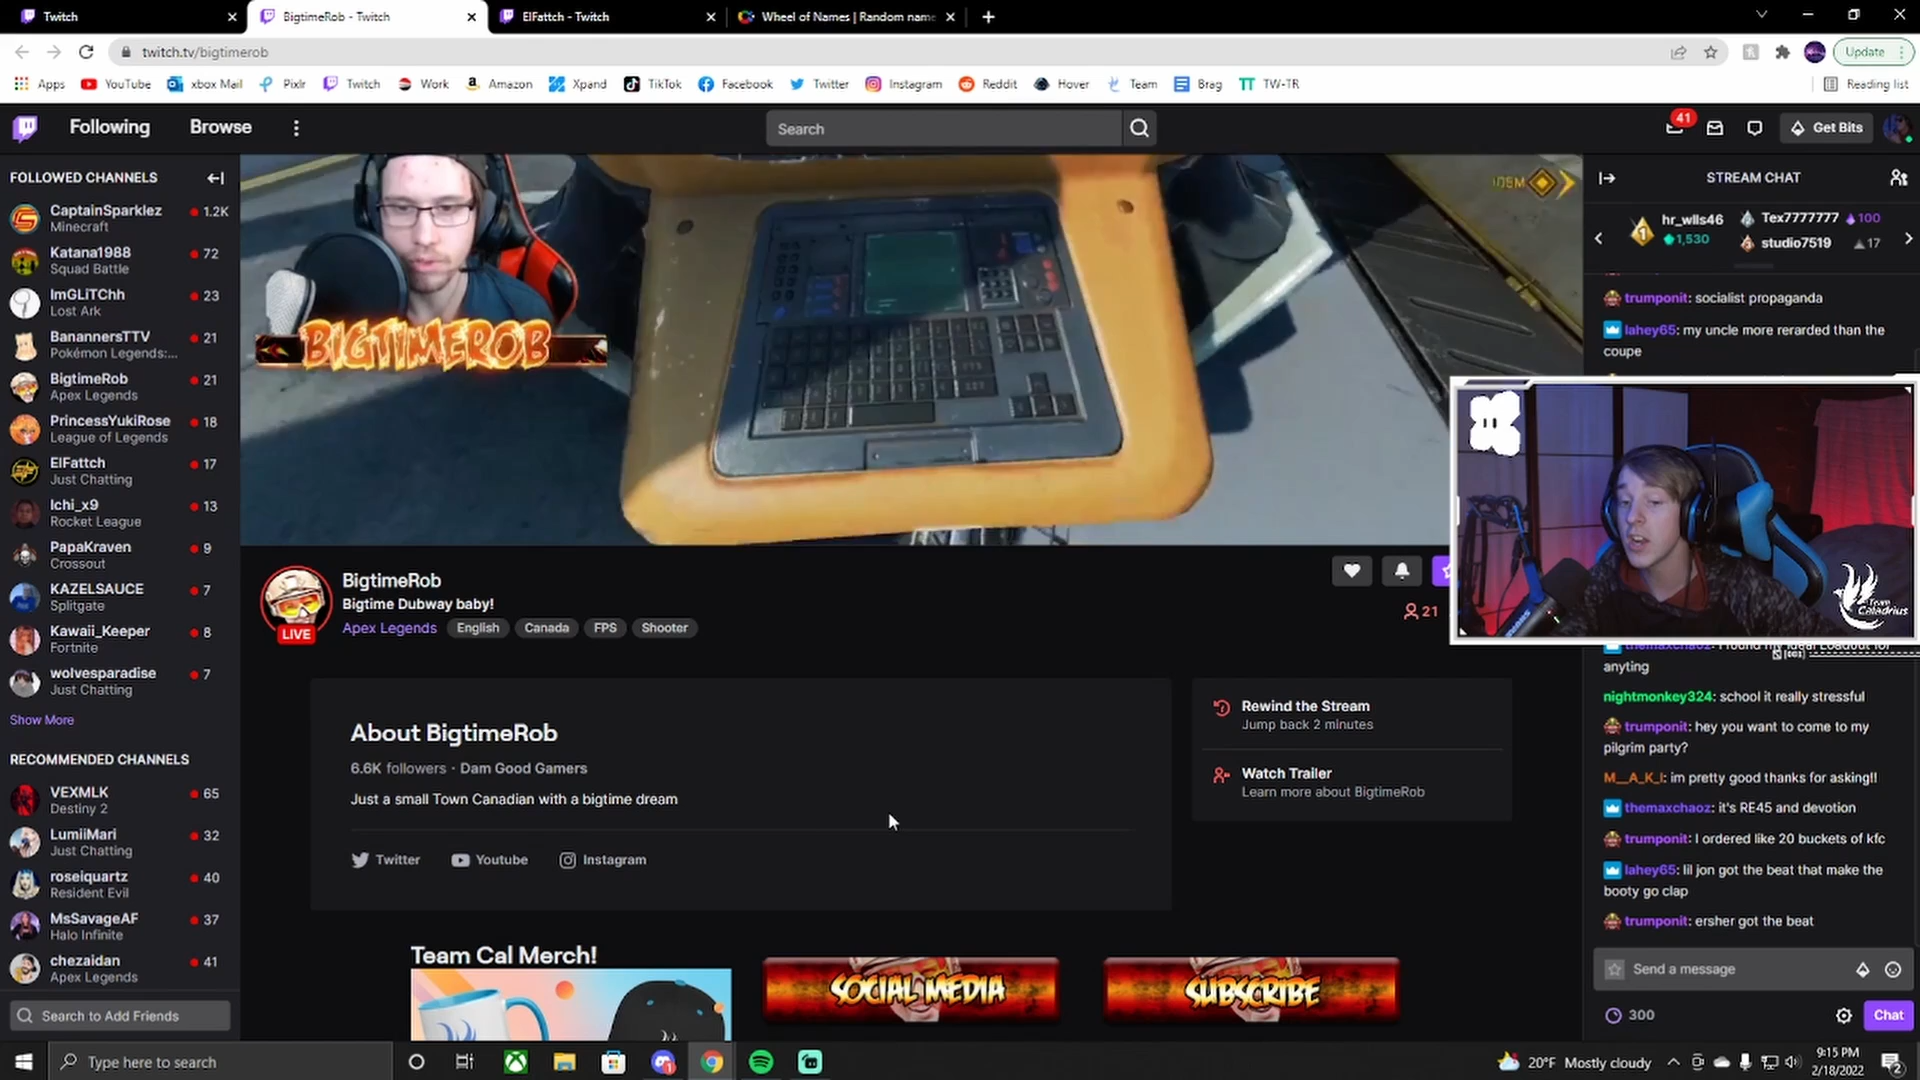 Twitch
BigtimeRob - Twitch
ElFattch - Twitch
Wheel of Names | Random name
twitch.tv/bigtimerob
Update
Apps
YouTube
xbox Mail
Pixlr
Twitch
Work
Amazon
Xpand
TikTok
Facebook
Twitter
Instagram
Reddit
Hover
Team
Brag
TW-TR
Reading list
Following
Browse
Search
41
Get Bits
FOLLOWED CHANNELS
CaptainSparklez 1.2K
Minecraft
Katana1988 72
Squad Battle
ImGLiTChh 23
Lost Ark
BanannersTTV 21
Pokémon Legends:...
BigtimeRob 21
Apex Legends
PrincessYukiRose 18
League of Legends
ElFattch 17
Just Chatting
Ichi_x9 13
Rocket League
PapaKraven 9
Crossout
KAZELSAUCE 7
Splitgate
Kawaii_Keeper 8
Fortnite
wolvesparadise 7
Just Chatting
Show More
RECOMMENDED CHANNELS
VEXMLK 65
Destiny 2
LumiiMari 32
Just Chatting
roseiquartz 40
Resident Evil
MsSavageAF 37
Halo Infinite
chezaidan 41
Apex Legends
Search to Add Friends
BIGTIMEROB
BigtimeRob
Bigtime Dubway baby!
LIVE
Apex Legends English Canada FPS Shooter
21
About BigtimeRob
6.6K followers · Dam Good Gamers
Just a small Town Canadian with a bigtime dream
Twitter Youtube Instagram
Rewind the Stream
Jump back 2 minutes
Watch Trailer
Learn more about BigtimeRob
Team Cal Merch!
SOCIAL MEDIA
SUBSCRIBE
STREAM CHAT
1
hr_wlls46
1,530
Tex7777777 100
studio7519 17
trumponit: socialist propaganda
lahey65: my uncle more rerarded than the
coupe
Team
Caladrius
themaxchaoz: I found my ideal Loadout for
anyting
nightmonkey324: school it really stressful
trumponit: hey you want to come to my
pilgrim party?
M__A_K_I: im pretty good thanks for asking!!
themaxchaoz: it's RE45 and devotion
trumponit: I ordered like 20 buckets of kfc
lahey65: lil jon got the beat that make the
booty go clap
trumponit: ersher got the beat
Send a message
300
Chat
Type here to search
20°F Mostly cloudy
9:15 PM
2/18/2022
2